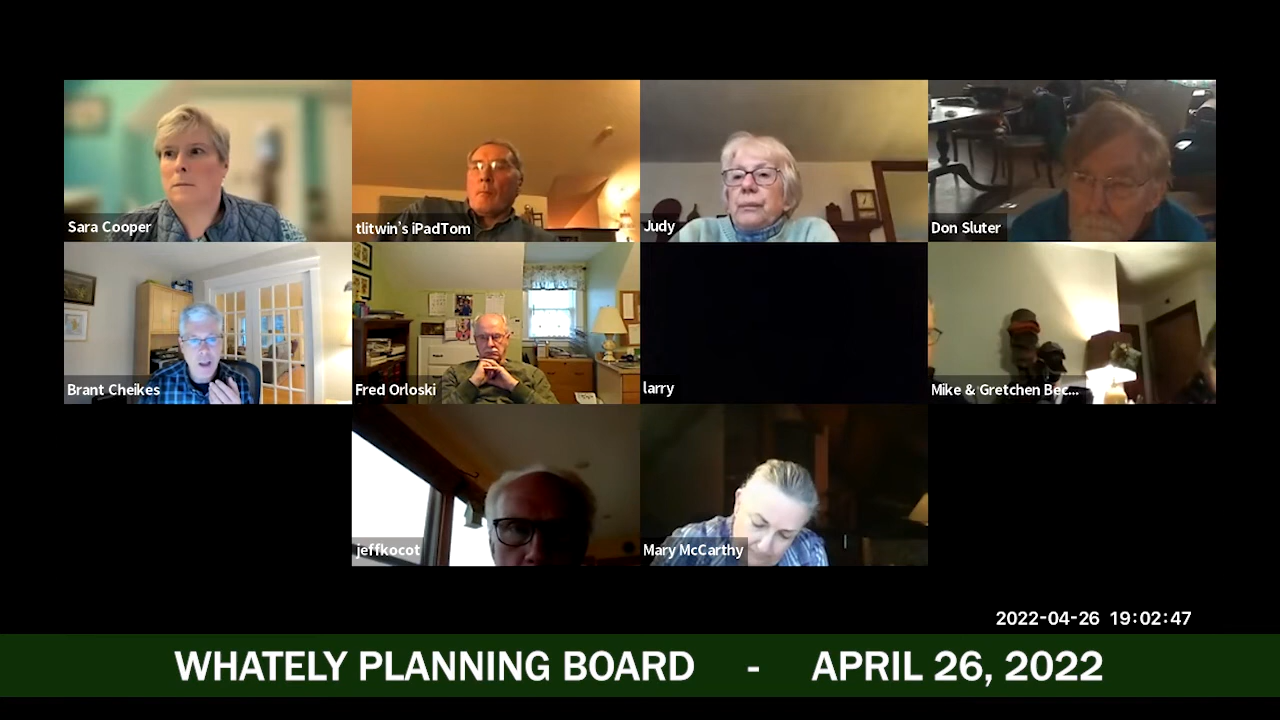 Sara Cooper
tlitwin's iPadTom
Judy
Don Sluter
Brant Cheikes
Fred Orloski
larry
Mike & Gretchen Bec...
jeffkocot
Mary McCarthy
2022-04-26 19:02:47
WHATELY PLANNING BOARD - APRIL 26, 2022